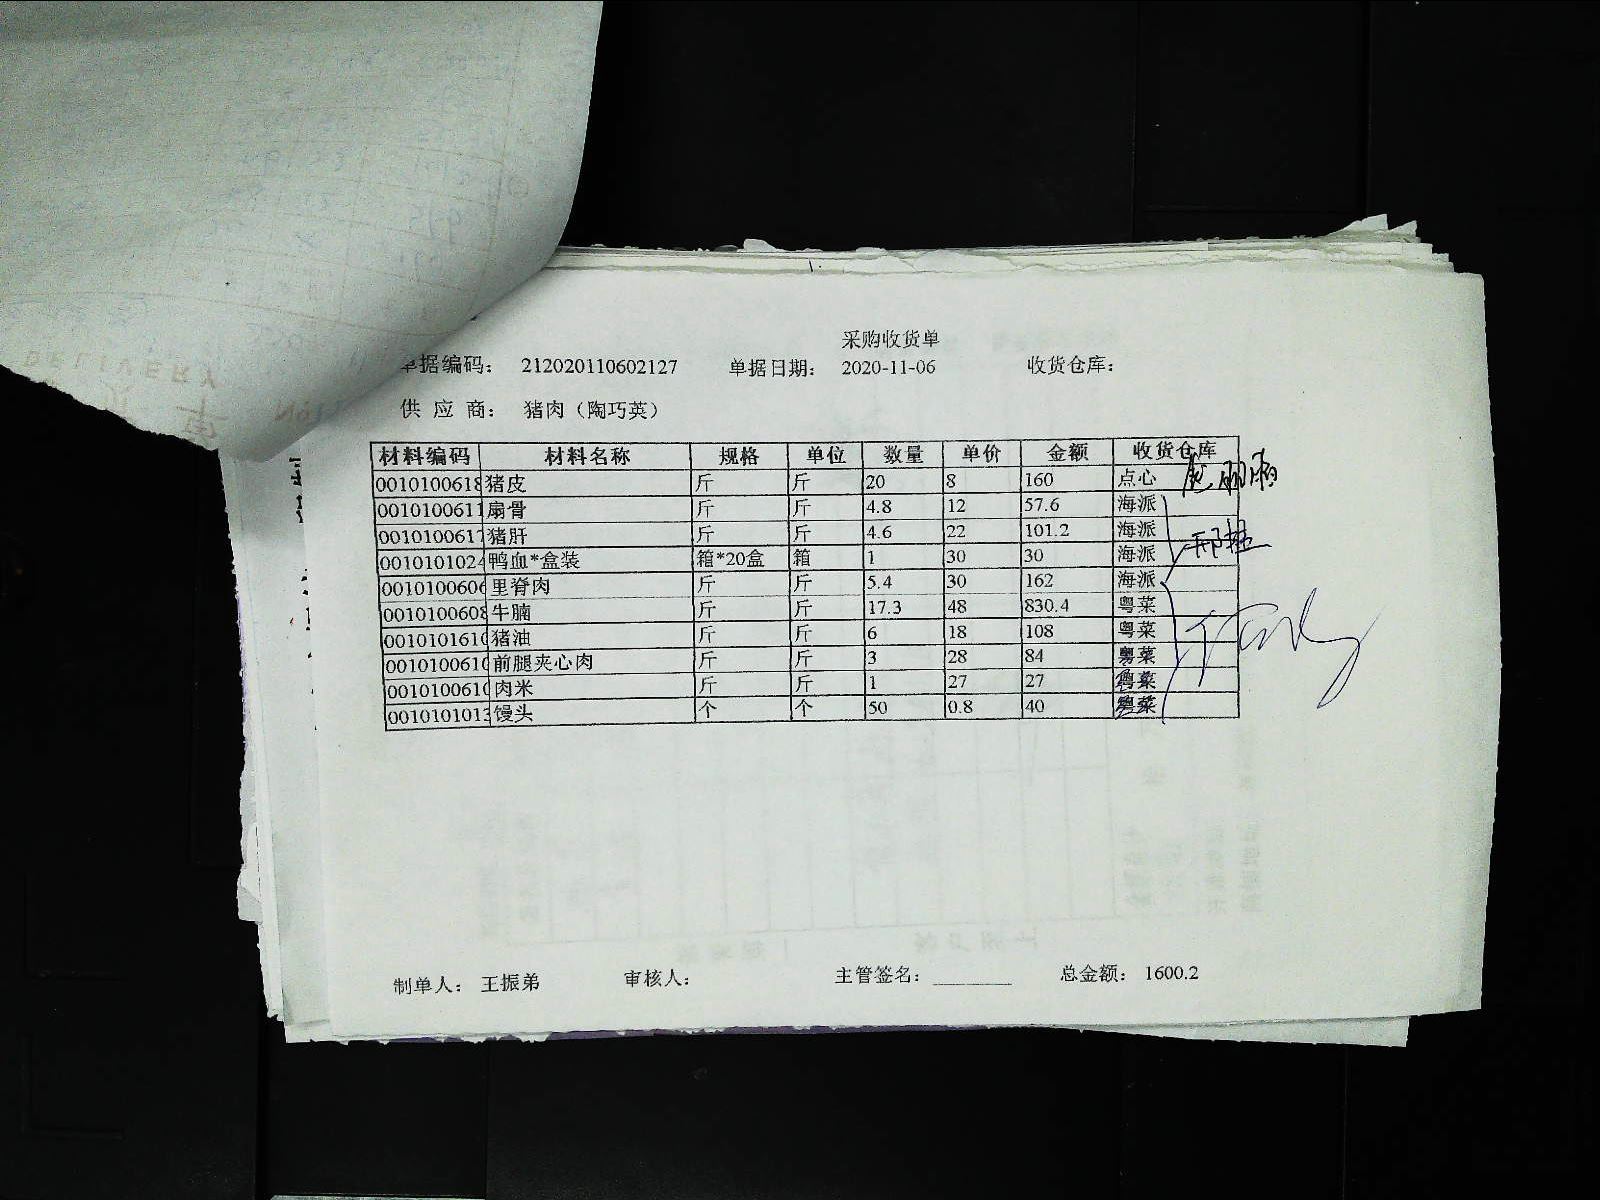 采购收货单
单据编码： 212020110602127 单据日期： 2020-11-06 收货仓库：
供 应 商： 猪肉（陶巧英）
材料编码 材料名称 规格 单位 数量 单价 金额 收货仓库
0010100618 猪皮 斤 斤 20 8 160 点心
0010100611 扇骨 斤 斤 4.8 12 57.6 海派
0010100617 猪肝 斤 斤 4.6 22 101.2 海派
0010101024 鸭血*盒装 箱*20盒 箱 1 30 30 海派
0010100606 里脊肉 斤 斤 5.4 30 162 海派
0010100608 牛腩 斤 斤 17.3 48 830.4 粤菜
0010101610 猪油 斤 斤 6 18 108 粤菜
0010100610 前腿夹心肉 斤 斤 3 28 84 粤菜
0010100610 肉米 斤 斤 1 27 27 粤菜
0010101013 馒头 个 个 50 0.8 40 粤菜
制单人： 王振弟 审核人： 主管签名： 总金额： 1600.2